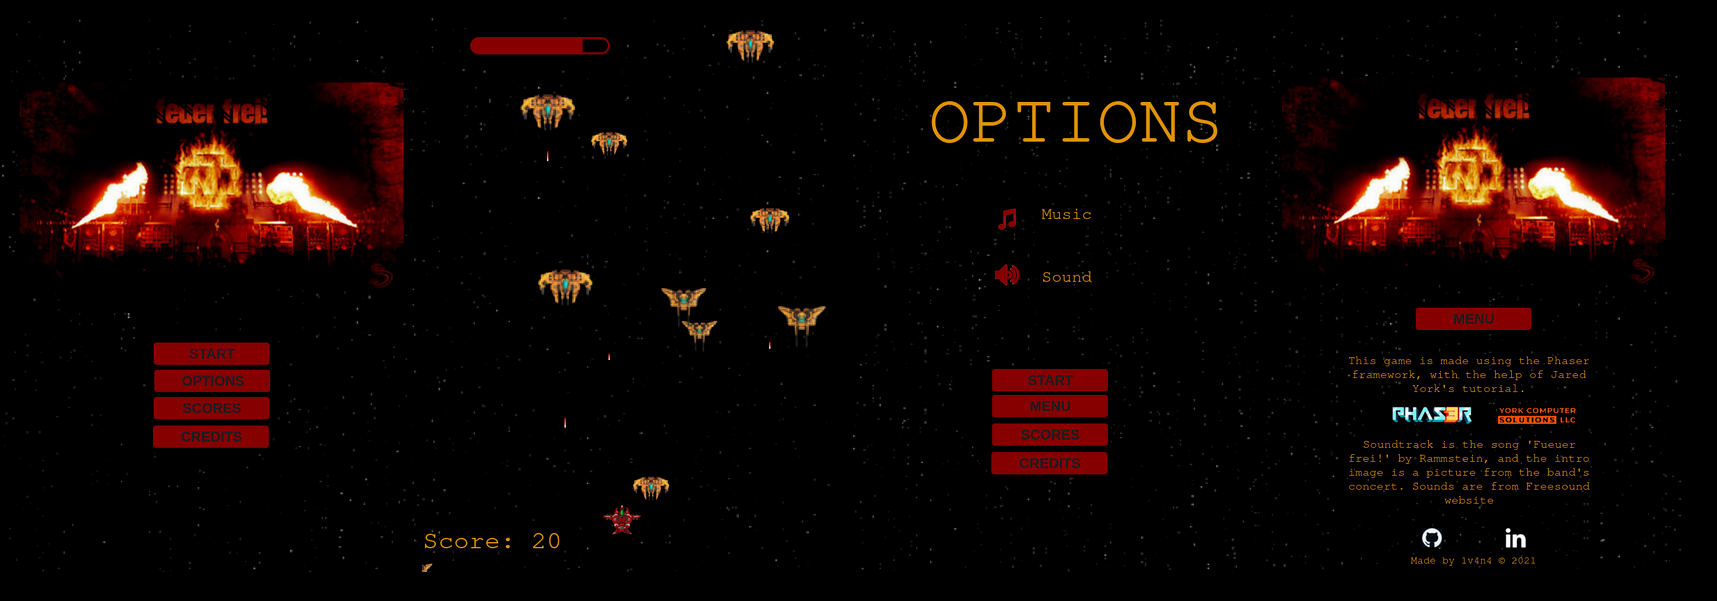 feuer frei!
START
OPTIONS
SCORES
CREDITS
Score: 20
OPTIONS
Music
Sound
START
MENU
SCORES
CREDITS
feuer frei!
MENU
This game is made using the Phaser
framework, with the help of Jared
York's tutorial.
PHAS3R
YORK COMPUTER
SOLUTIONS LLC
Soundtrack is the song 'Fueuer
frei!' by Rammstein, and the intro
image is a picture from the band's
concert. Sounds are from Freesound
website
in
Made by 1v4n4 © 2021